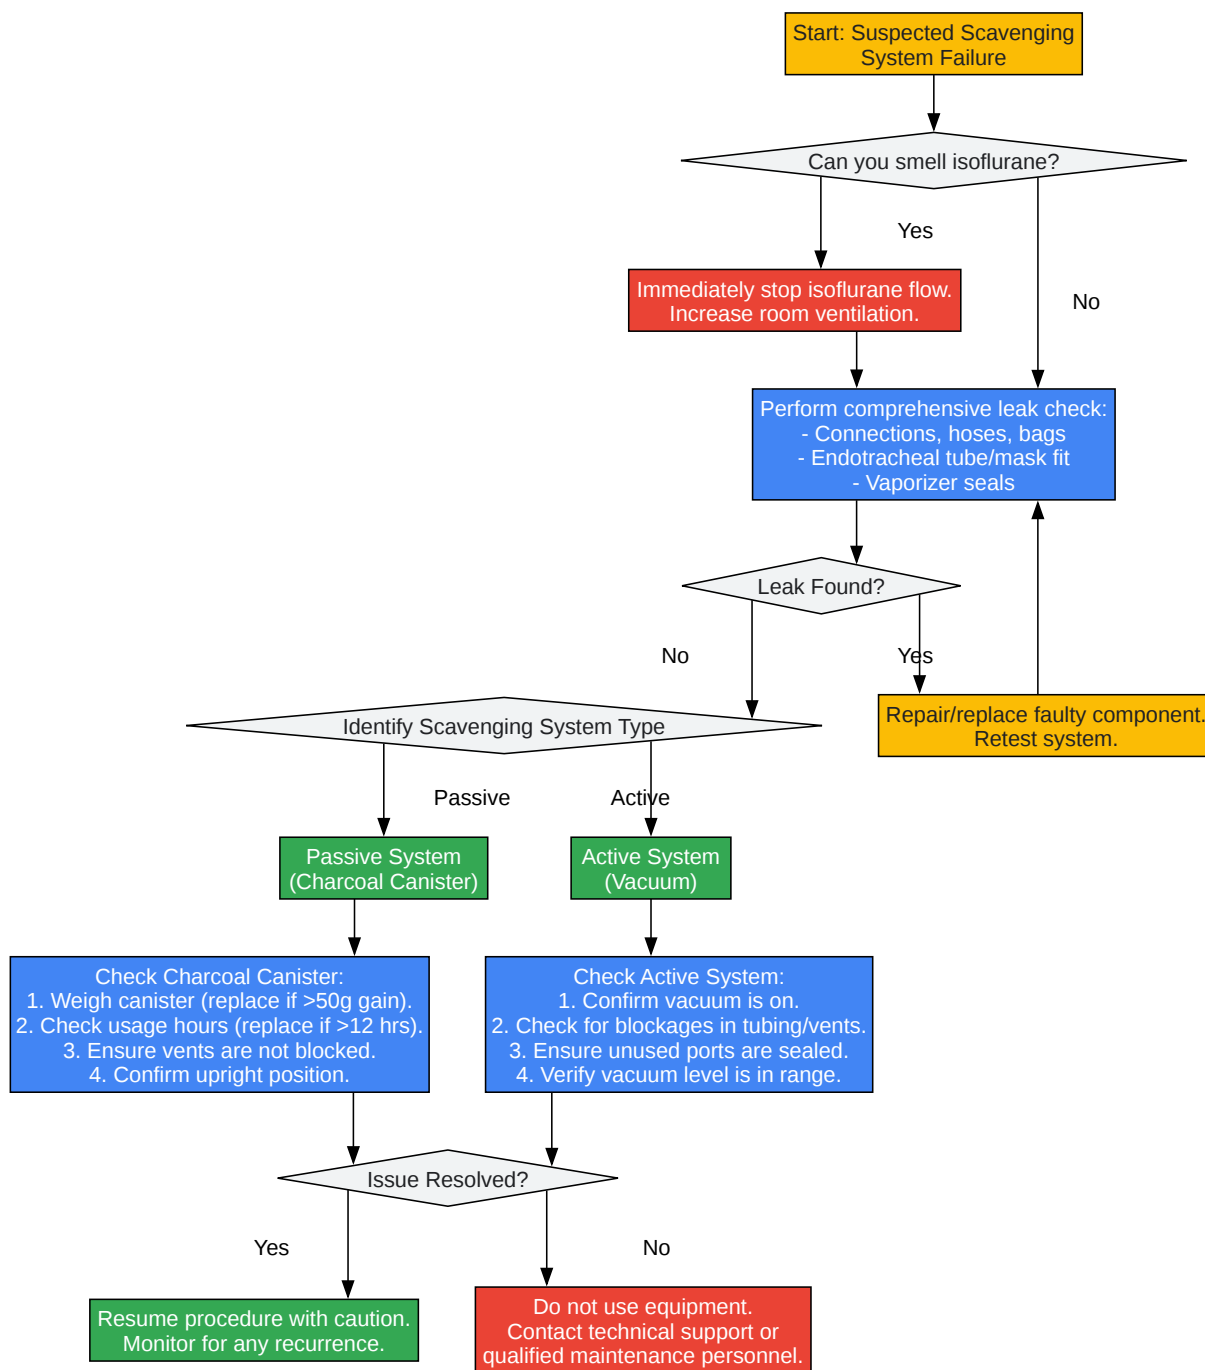 Start: Suspected Scavenging
System Failure
Can you smell isoflurane?
Yes
Immediately stop isoflurane flow.
Increase room ventilation.
No
Perform comprehensive leak check:
- Connections, hoses, bags
- Endotracheal tube/mask fit
- Vaporizer seals
Leak Found?
No
Yes
Repair/replace faulty component.
Retest system.
Identify Scavenging System Type
Passive
Active
Passive System
(Charcoal Canister)
Active System
(Vacuum)
Check Charcoal Canister:
1. Weigh canister (replace if >50g gain).
2. Check usage hours (replace if >12 hrs).
3. Ensure vents are not blocked.
4. Confirm upright position.
Check Active System:
1. Confirm vacuum is on.
2. Check for blockages in tubing/vents.
3. Ensure unused ports are sealed.
4. Verify vacuum level is in range.
Issue Resolved?
Yes
No
Resume procedure with caution.
Monitor for any recurrence.
Do not use equipment.
Contact technical support or
qualified maintenance personnel.